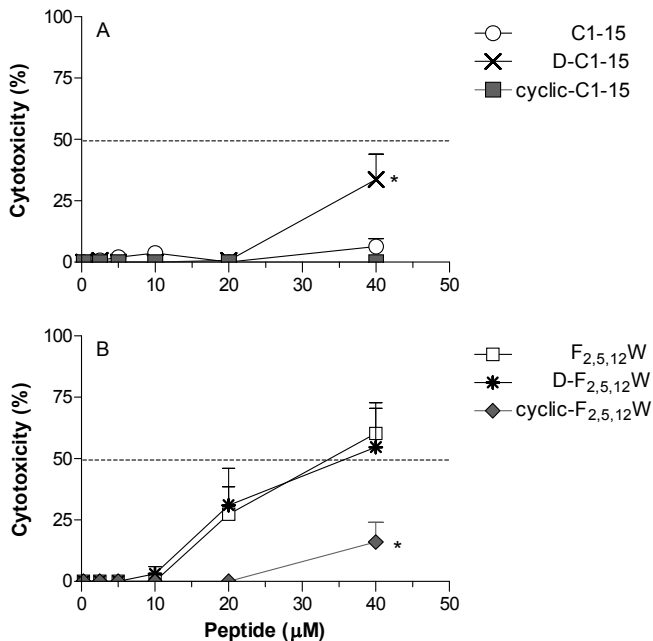 A
100
75
50
25
0
Cytotoxicity (%)
*
0 10 20 30 40 50
C1-15
D-C1-15
cyclic-C1-15
B
100
75
50
25
0
Cytotoxicity (%)
*
0 10 20 30 40 50
Peptide (μM)
F2,5,12W
D-F2,5,12W
cyclic-F2,5,12W